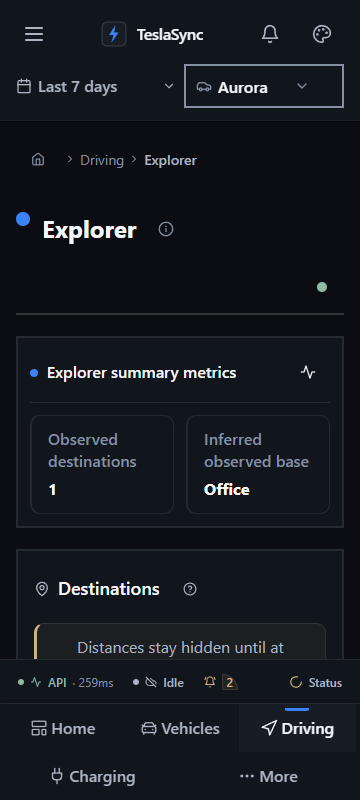 TeslaSync
Last 7 days
Aurora
Driving
Explorer
Explorer
Explorer summary metrics
Observed
destinations
1
Inferred
observed base
Office
Destinations
Distances stay hidden until at
API · 259ms
Idle
2
Status
Home
Vehicles
Driving
Charging
More